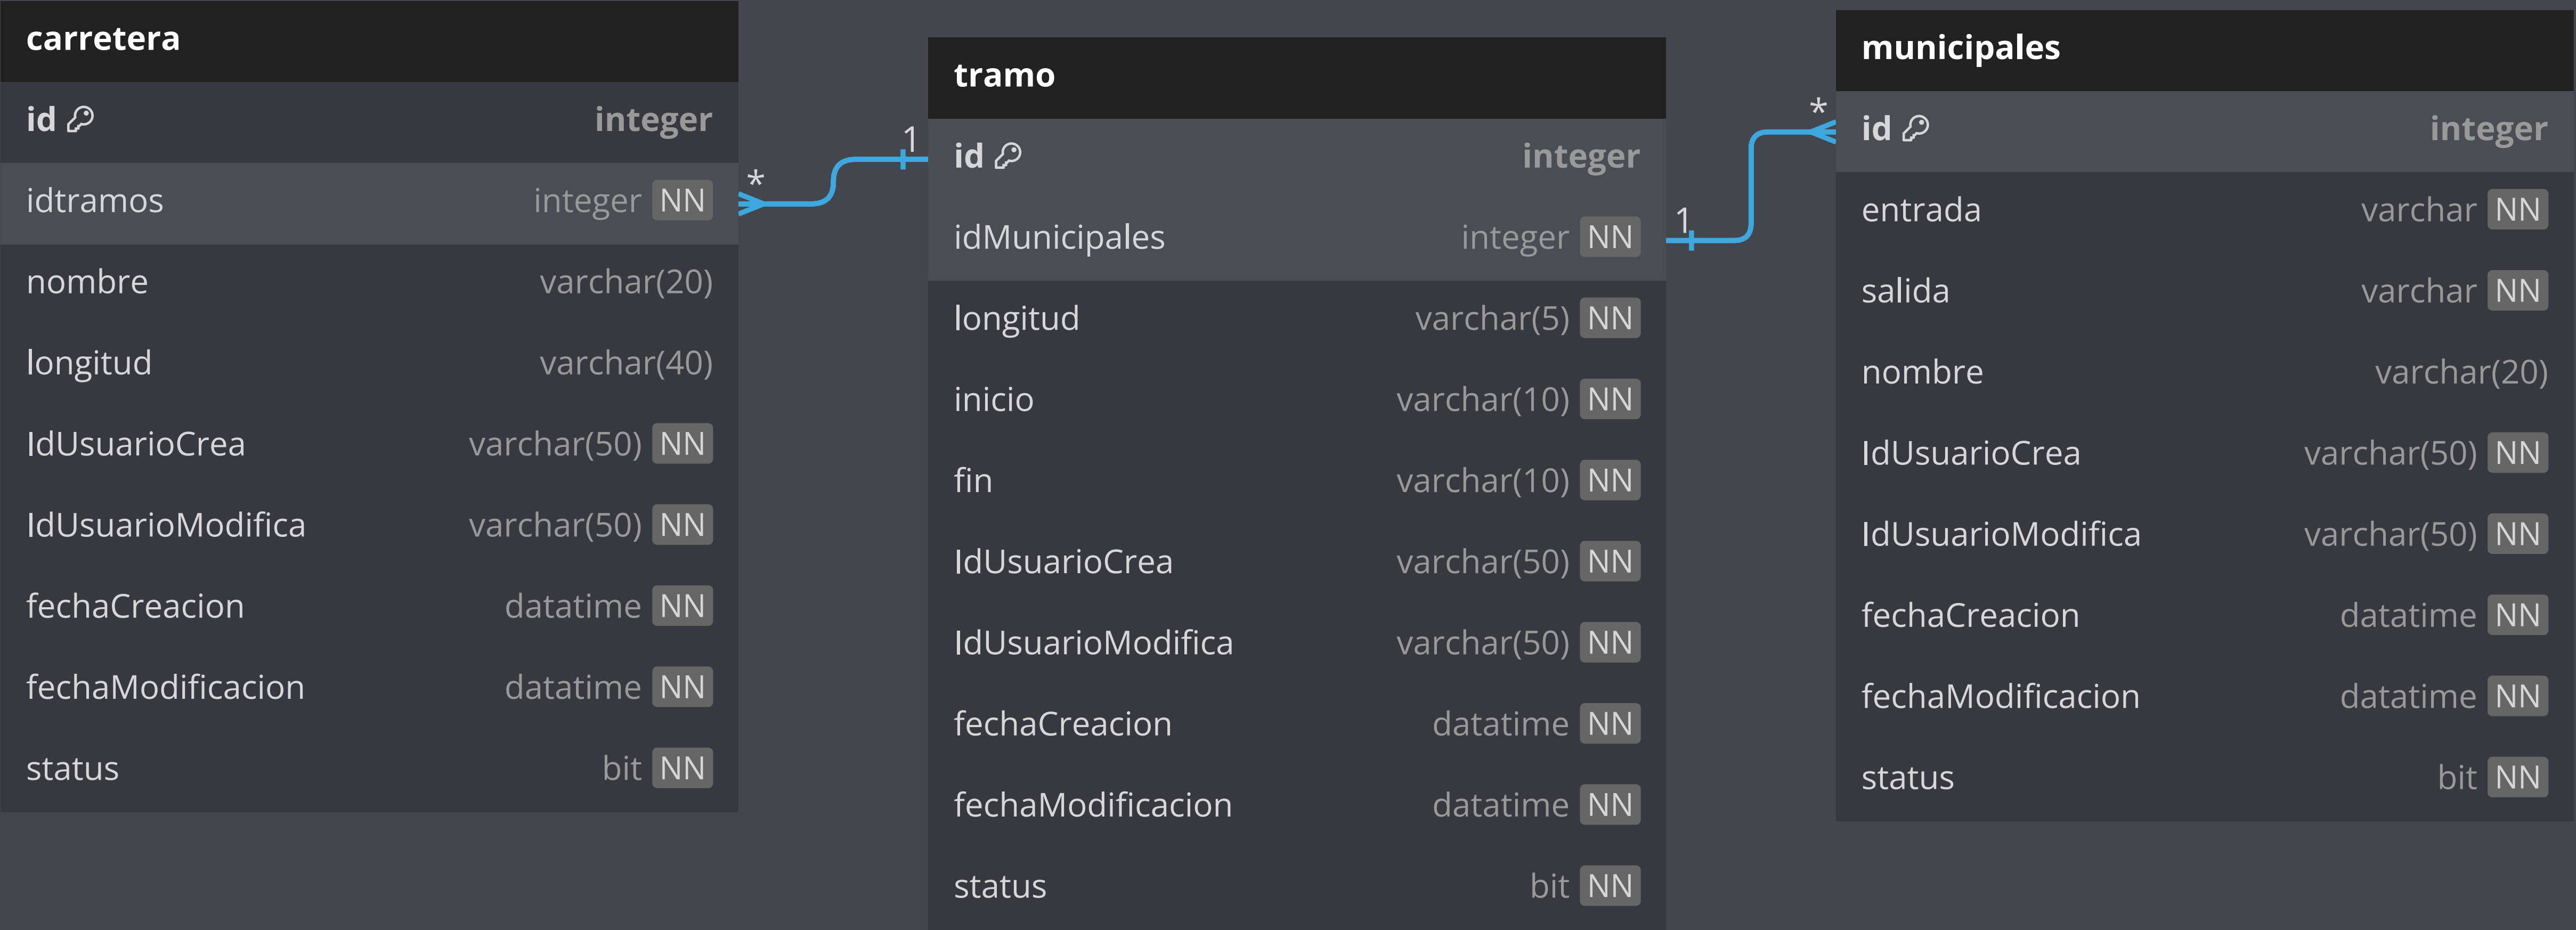 carretera
id integer
idtramos integer NN
nombre varchar(20)
longitud varchar(40)
IdUsuarioCrea varchar(50) NN
IdUsuarioModifica varchar(50) NN
fechaCreacion datatime NN
fechaModificacion datatime NN
status bit NN
* 1
tramo
id integer
idMunicipales integer NN
longitud varchar(5) NN
inicio varchar(10) NN
fin varchar(10) NN
IdUsuarioCrea varchar(50) NN
IdUsuarioModifica varchar(50) NN
fechaCreacion datatime NN
fechaModificacion datatime NN
status bit NN
1 *
municipales
id integer
entrada varchar NN
salida varchar NN
nombre varchar(20)
IdUsuarioCrea varchar(50) NN
IdUsuarioModifica varchar(50) NN
fechaCreacion datatime NN
fechaModificacion datatime NN
status bit NN